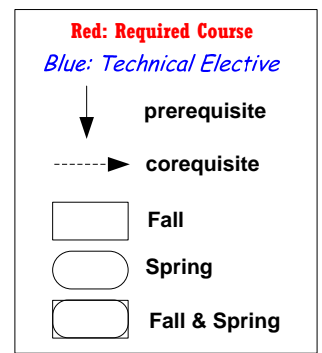 Red: Required Course
Blue: Technical Elective
prerequisite
corequisite
Fall
Spring
Fall & Spring